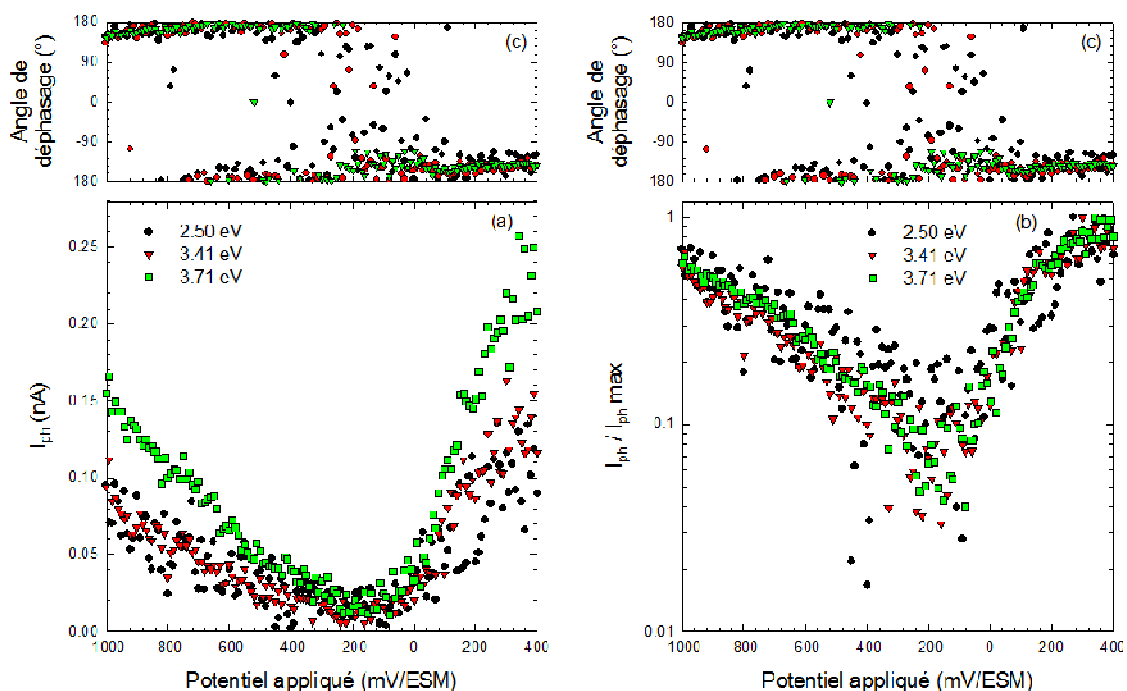 Angle de
déphasage (°)
180
90
0
-90
180
(c)
I ph (nA)
0.25
0.20
0.15
0.10
0.05
0.00
(a)
2.50 eV
3.41 eV
3.71 eV
1000 800 600 400 200 0 200 400
Potentiel appliqué (mV/ESM)
Angle de
déphasage (°)
180
90
0
-90
180
(c)
I ph / I ph max
1
0.1
0.01
(b)
2.50 eV
3.41 eV
3.71 eV
1000 800 600 400 200 0 200 400
Potentiel appliqué (mV/ESM)